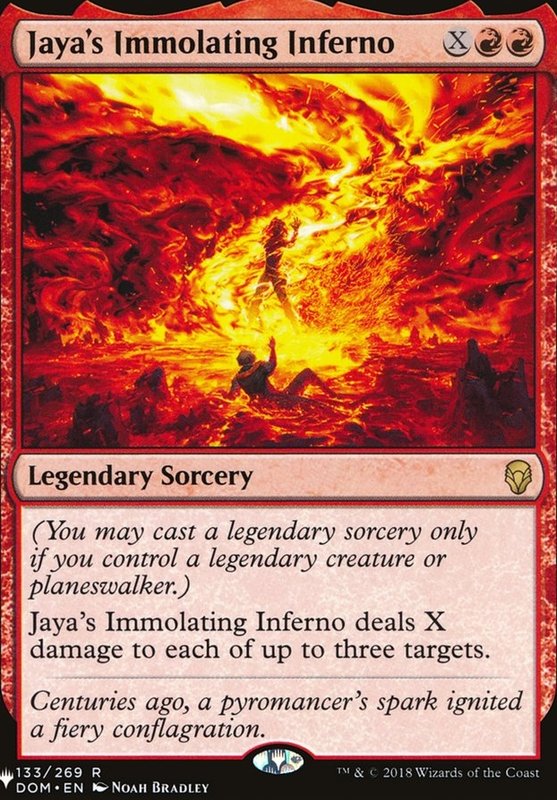 Jaya's Immolating Inferno X
Legendary Sorcery
(You may cast a legendary sorcery only
if you control a legendary creature or
planeswalker.)
Jaya's Immolating Inferno deals X
damage to each of up to three targets.
Centuries ago, a pyromancer's spark ignited
a fiery conflagration.
133/269 R
DOM • EN Noah Bradley
™ & © 2018 Wizards of the Coast